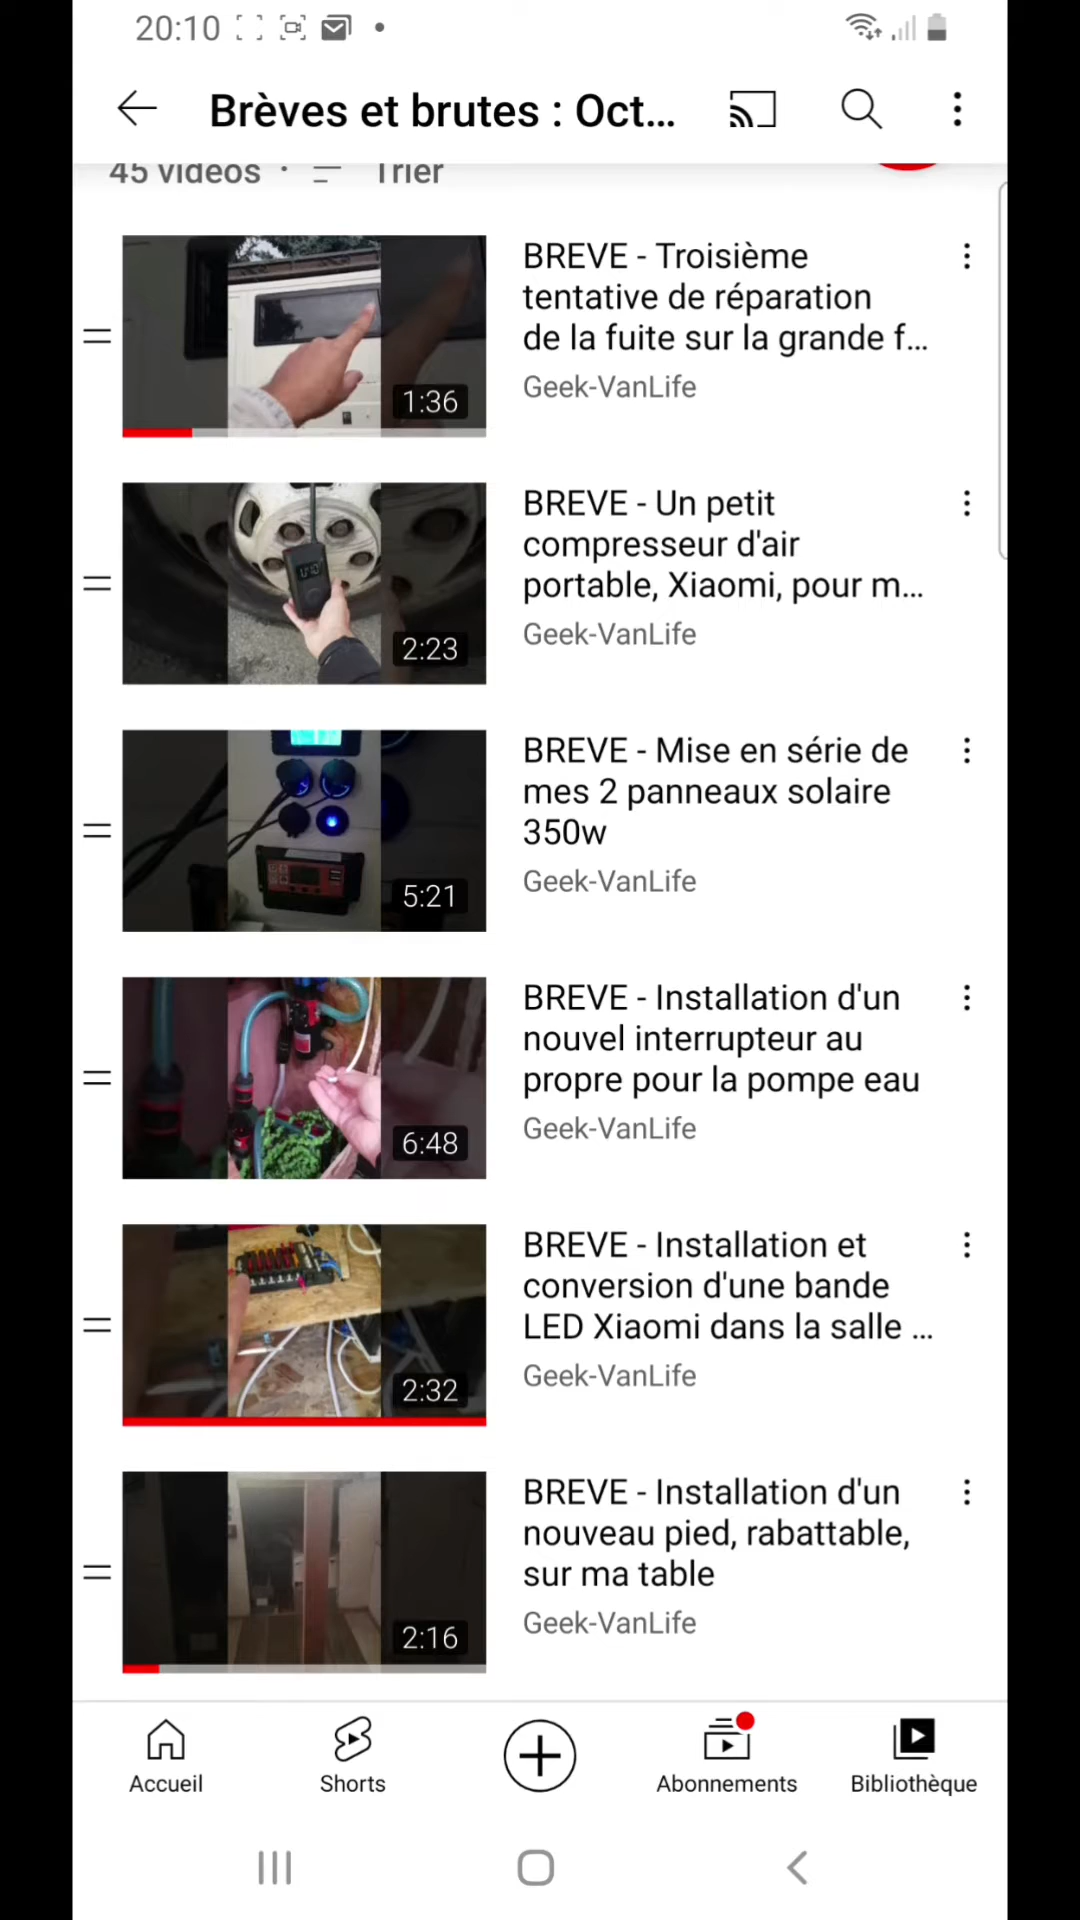 20:10
Brèves et brutes : Oct...
45 vidéos · Trier
BREVE - Troisième
tentative de réparation
de la fuite sur la grande f...
Geek-VanLife
1:36
BREVE - Un petit
compresseur d'air
portable, Xiaomi, pour m...
Geek-VanLife
2:23
BREVE - Mise en série de
mes 2 panneaux solaire
350w
Geek-VanLife
5:21
BREVE - Installation d'un
nouvel interrupteur au
propre pour la pompe eau
Geek-VanLife
6:48
BREVE - Installation et
conversion d'une bande
LED Xiaomi dans la salle ...
Geek-VanLife
2:32
BREVE - Installation d'un
nouveau pied, rabattable,
sur ma table
Geek-VanLife
2:16
Accueil
Shorts
Abonnements
Bibliothèque